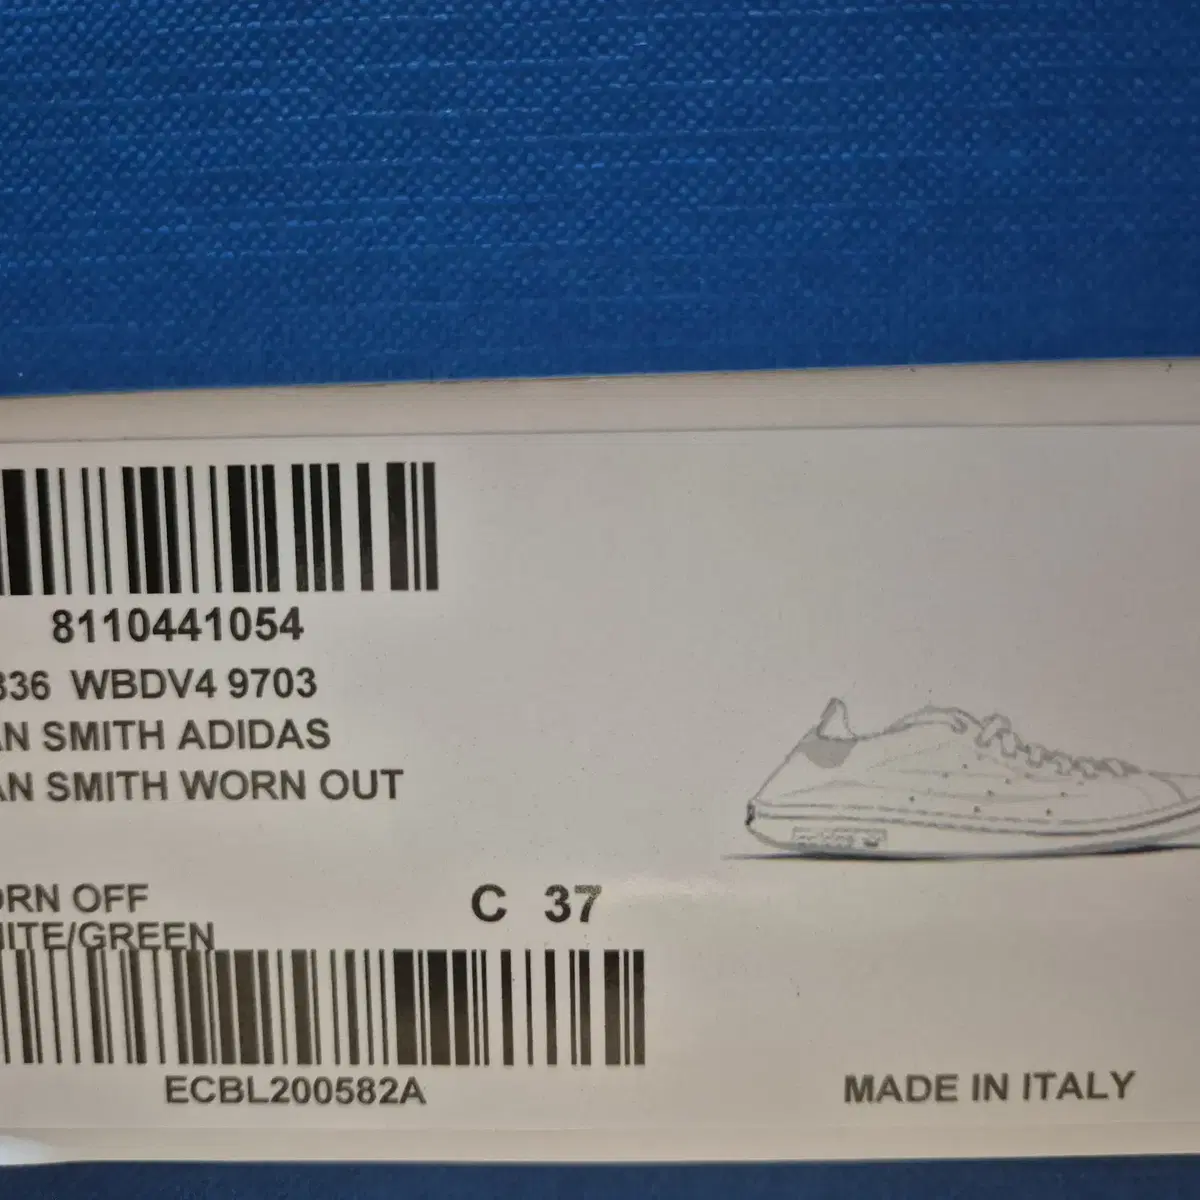 8110441054
336 WBDV4 9703
AN SMITH ADIDAS
AN SMITH WORN OUT
ORN OFF
HITE/GREEN
C 37
ECBL200582A
MADE IN ITALY